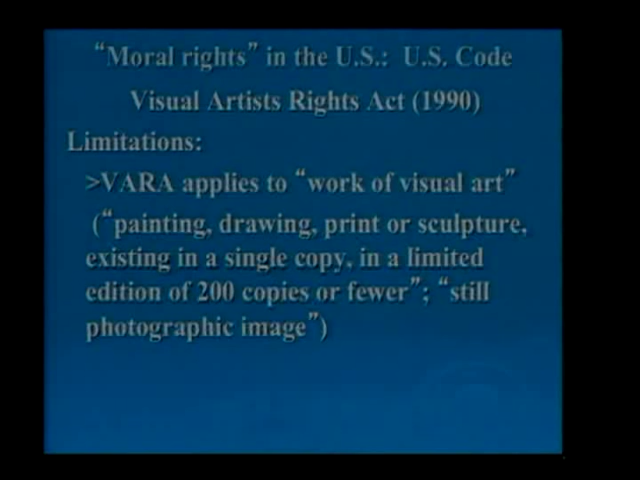 “Moral rights” in the U.S.: U.S. Code
Visual Artists Rights Act (1990)
Limitations:
>VARA applies to “work of visual art”
(“painting, drawing, print or sculpture,
existing in a single copy, in a limited
edition of 200 copies or fewer”; “still
photographic image”)